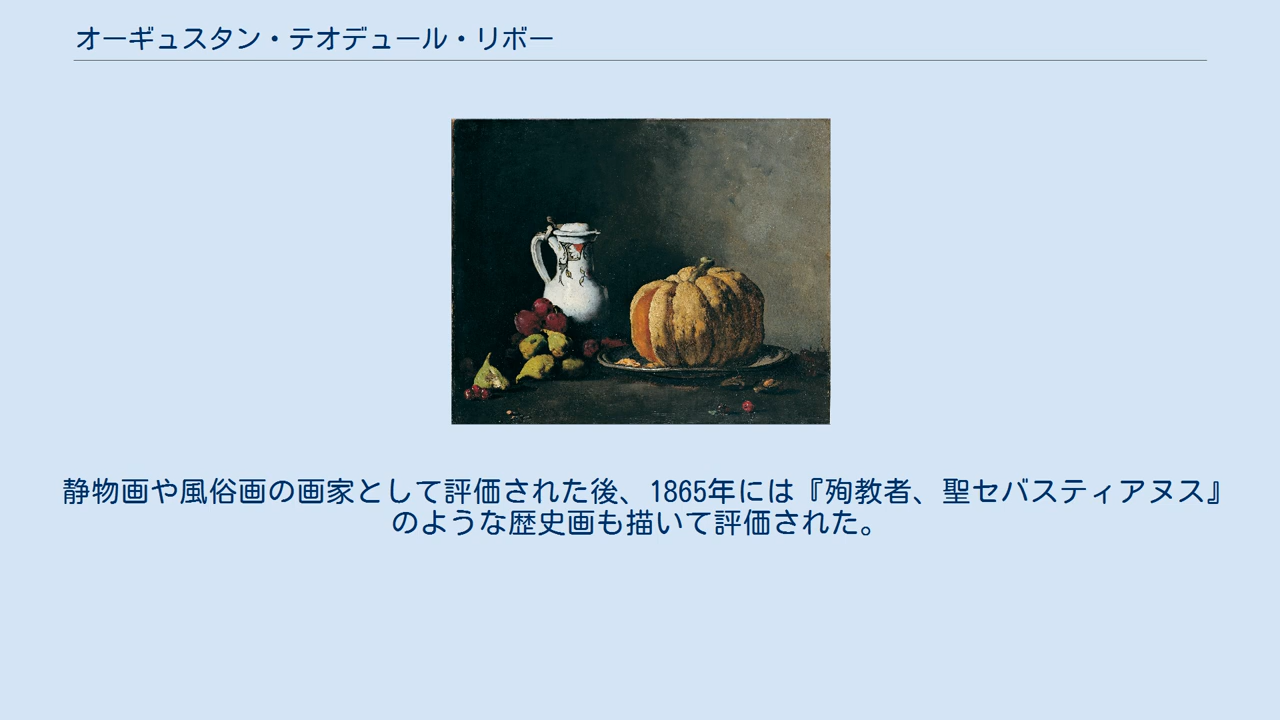 オーギュスタン・テオデュール・リボー
静物画や風俗画の画家として評価された後、1865年には『殉教者、聖セバスティアヌス』
のような歴史画も描いて評価された。